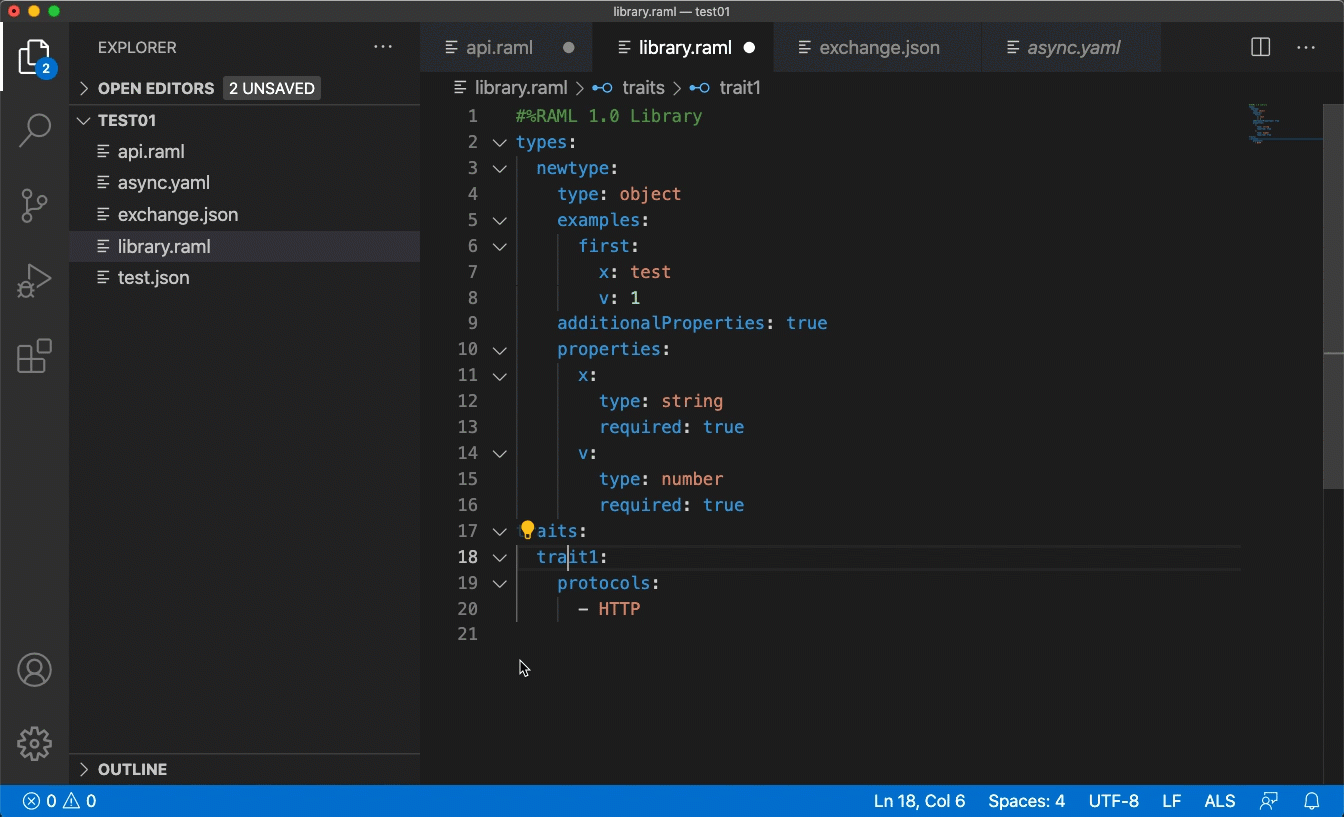 library.raml — test01
EXPLORER
2
OPEN EDITORS 2 UNSAVED
TEST01
api.raml
async.yaml
exchange.json
library.raml
test.json
OUTLINE
api.raml library.raml exchange.json async.yaml
library.raml > traits > trait1
1 #%RAML 1.0 Library
2 types:
3 newtype:
4 type: object
5 examples:
6 first:
7 x: test
8 v: 1
9 additionalProperties: true
10 properties:
11 x:
12 type: string
13 required: true
14 v:
15 type: number
16 required: true
17 aits:
18 trait1:
19 protocols:
20 - HTTP
21
0 0 Ln 18, Col 6 Spaces: 4 UTF-8 LF ALS